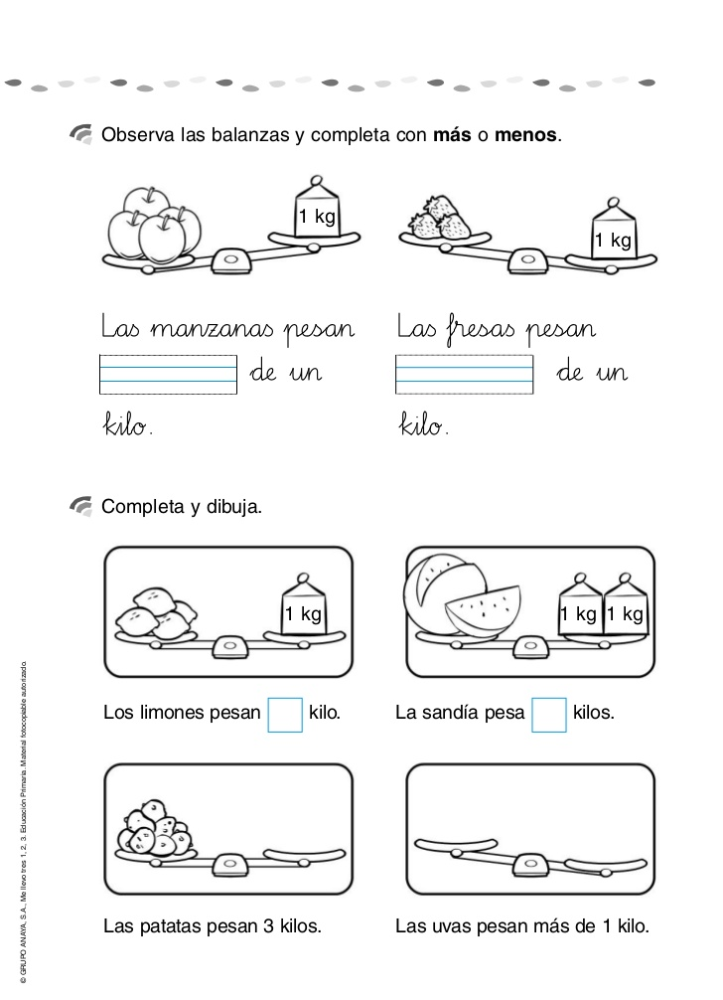 Observa las balanzas y completa con más o menos.
1 kg
1 kg
Las manzanas pesan
de un
kilo.
Las fresas pesan
de un
kilo.
Completa y dibuja.
1 kg
1 kg 1 kg
Los limones pesan kilo.
La sandía pesa kilos.
Las patatas pesan 3 kilos.
Las uvas pesan más de 1 kilo.
© GRUPO ANAYA, S.A., Me llevo tres 1, 2, 3. Educación Primaria. Material fotocopiable autorizado.